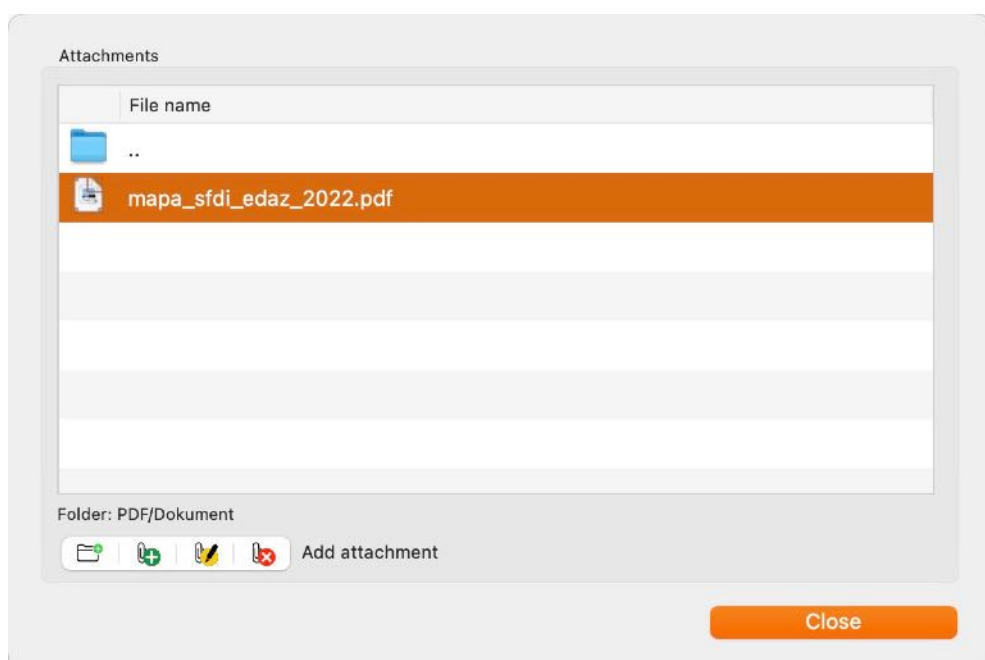 Attachments
File name
..
mapa_sfdi_edaz_2022.pdf
Folder: PDF/Dokument
Add attachment
Close